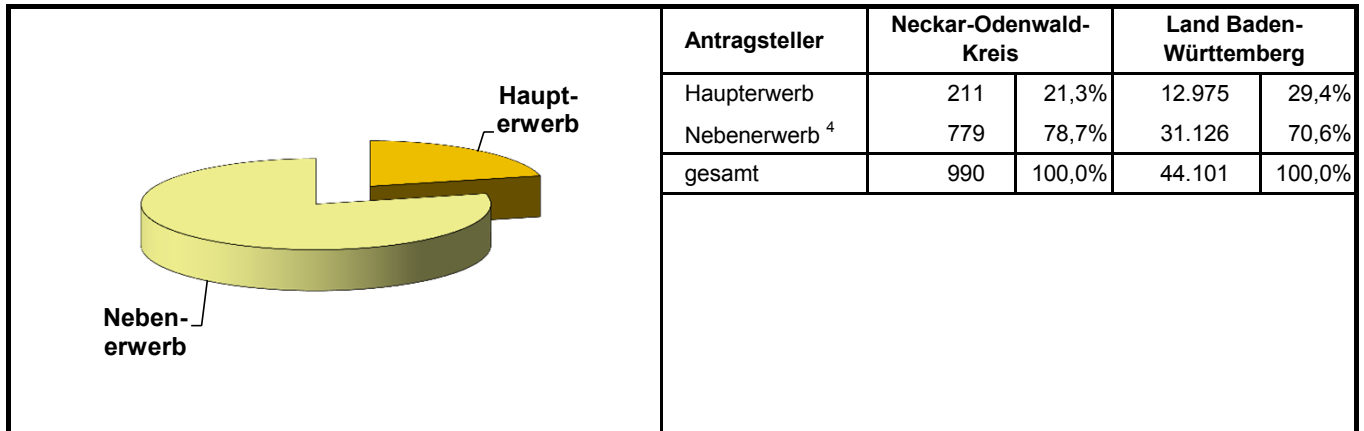 Haupt-
erwerb
Neben-
erwerb
Antragsteller Neckar-Odenwald-
Kreis Land Baden-
Württemberg
Haupterwerb 211 21,3% 12.975 29,4%
Nebenerwerb 4 779 78,7% 31.126 70,6%
gesamt 990 100,0% 44.101 100,0%